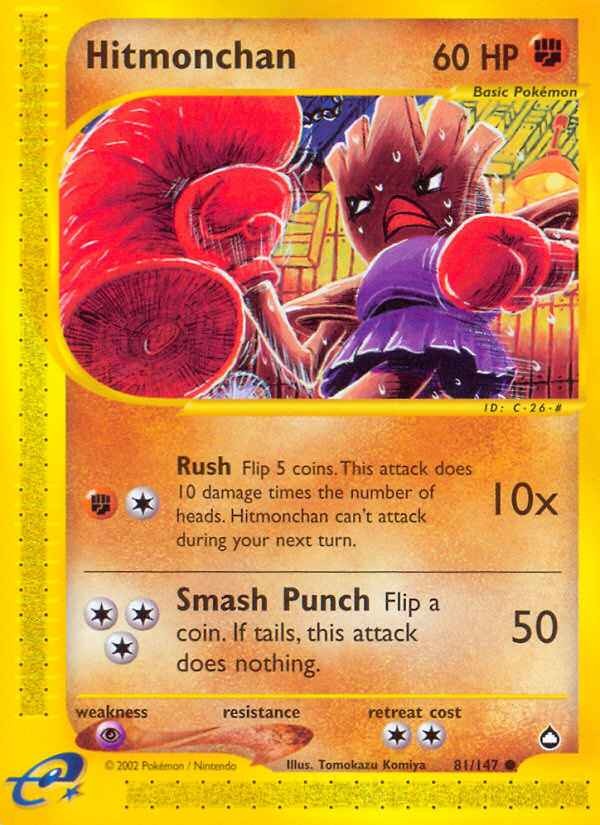 Hitmonchan 60 HP
Basic Pokémon
ID: C-26-#
Rush Flip 5 coins. This attack does
10 damage times the number of
heads. Hitmonchan can't attack
during your next turn.
10x
Smash Punch Flip a
coin. If tails, this attack
does nothing.
50
weakness resistance retreat cost
© 2002 Pokémon / Nintendo Illus. Tomokazu Komiya 81/147
e